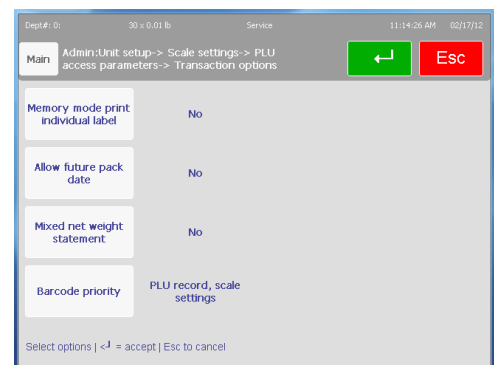 Dept#: 0: 30 x 0.01 lb Service 11:14:26 AM 02/17/12
Main Admin:Unit setup-> Scale settings-> PLU access parameters-> Transaction options Esc
Memory mode print
individual label
No
Allow future pack
date
No
Mixed net weight
statement
No
Barcode priority
PLU record, scale
settings
Select options | <┘ = accept | Esc to cancel